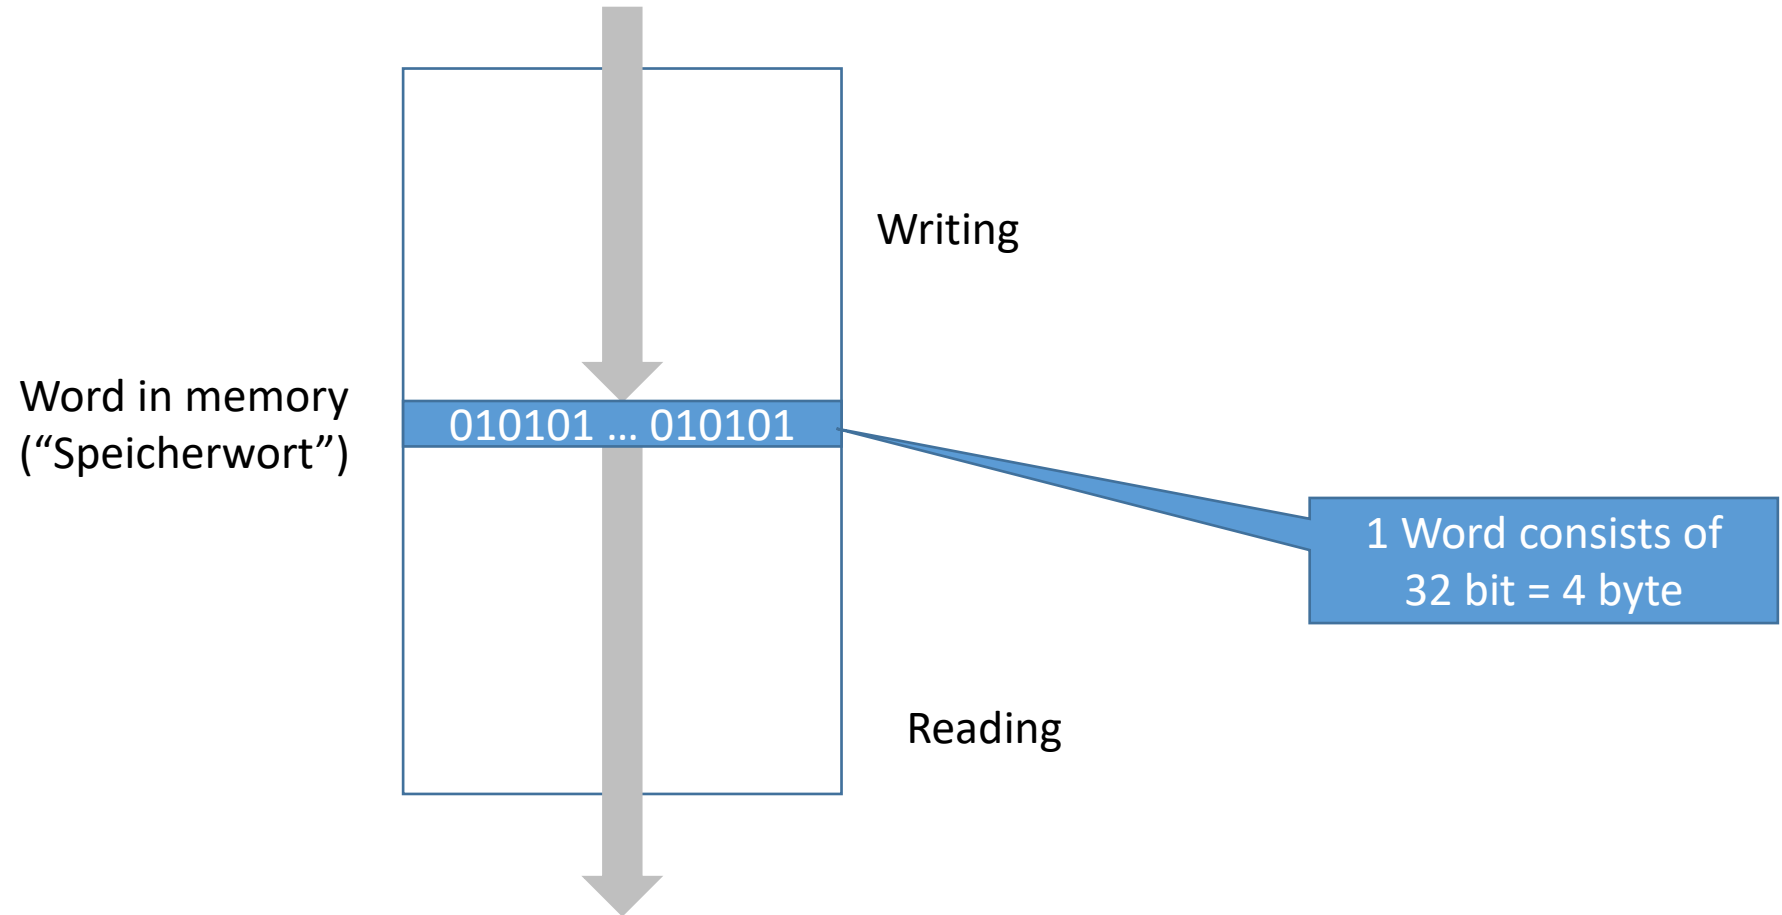 Writing
Word in memory
(“Speicherwort”)
010101 … 010101
1 Word consists of
32 bit = 4 byte
Reading